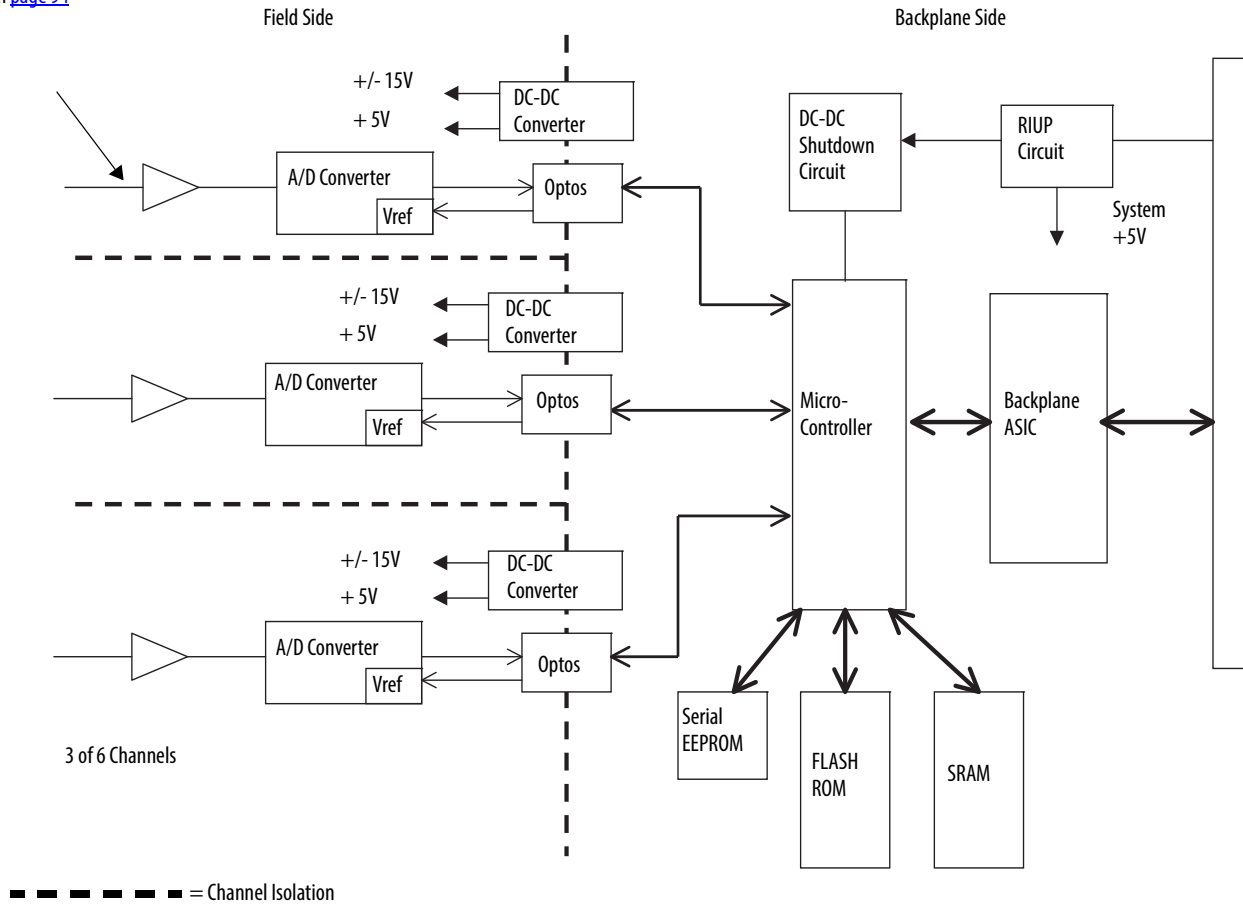 Field Side
Backplane Side
+/- 15V
+ 5V
DC-DC
Converter
DC-DC
Shutdown
Circuit
RIUP
Circuit
A/D Converter
Vref
Optos
System
+5V
+/- 15V
+ 5V
DC-DC
Converter
A/D Converter
Vref
Optos
Micro-
Controller
Backplane
ASIC
+/- 15V
+ 5V
DC-DC
Converter
A/D Converter
Vref
Optos
Serial
EEPROM
FLASH
ROM
SRAM
3 of 6 Channels
= Channel Isolation